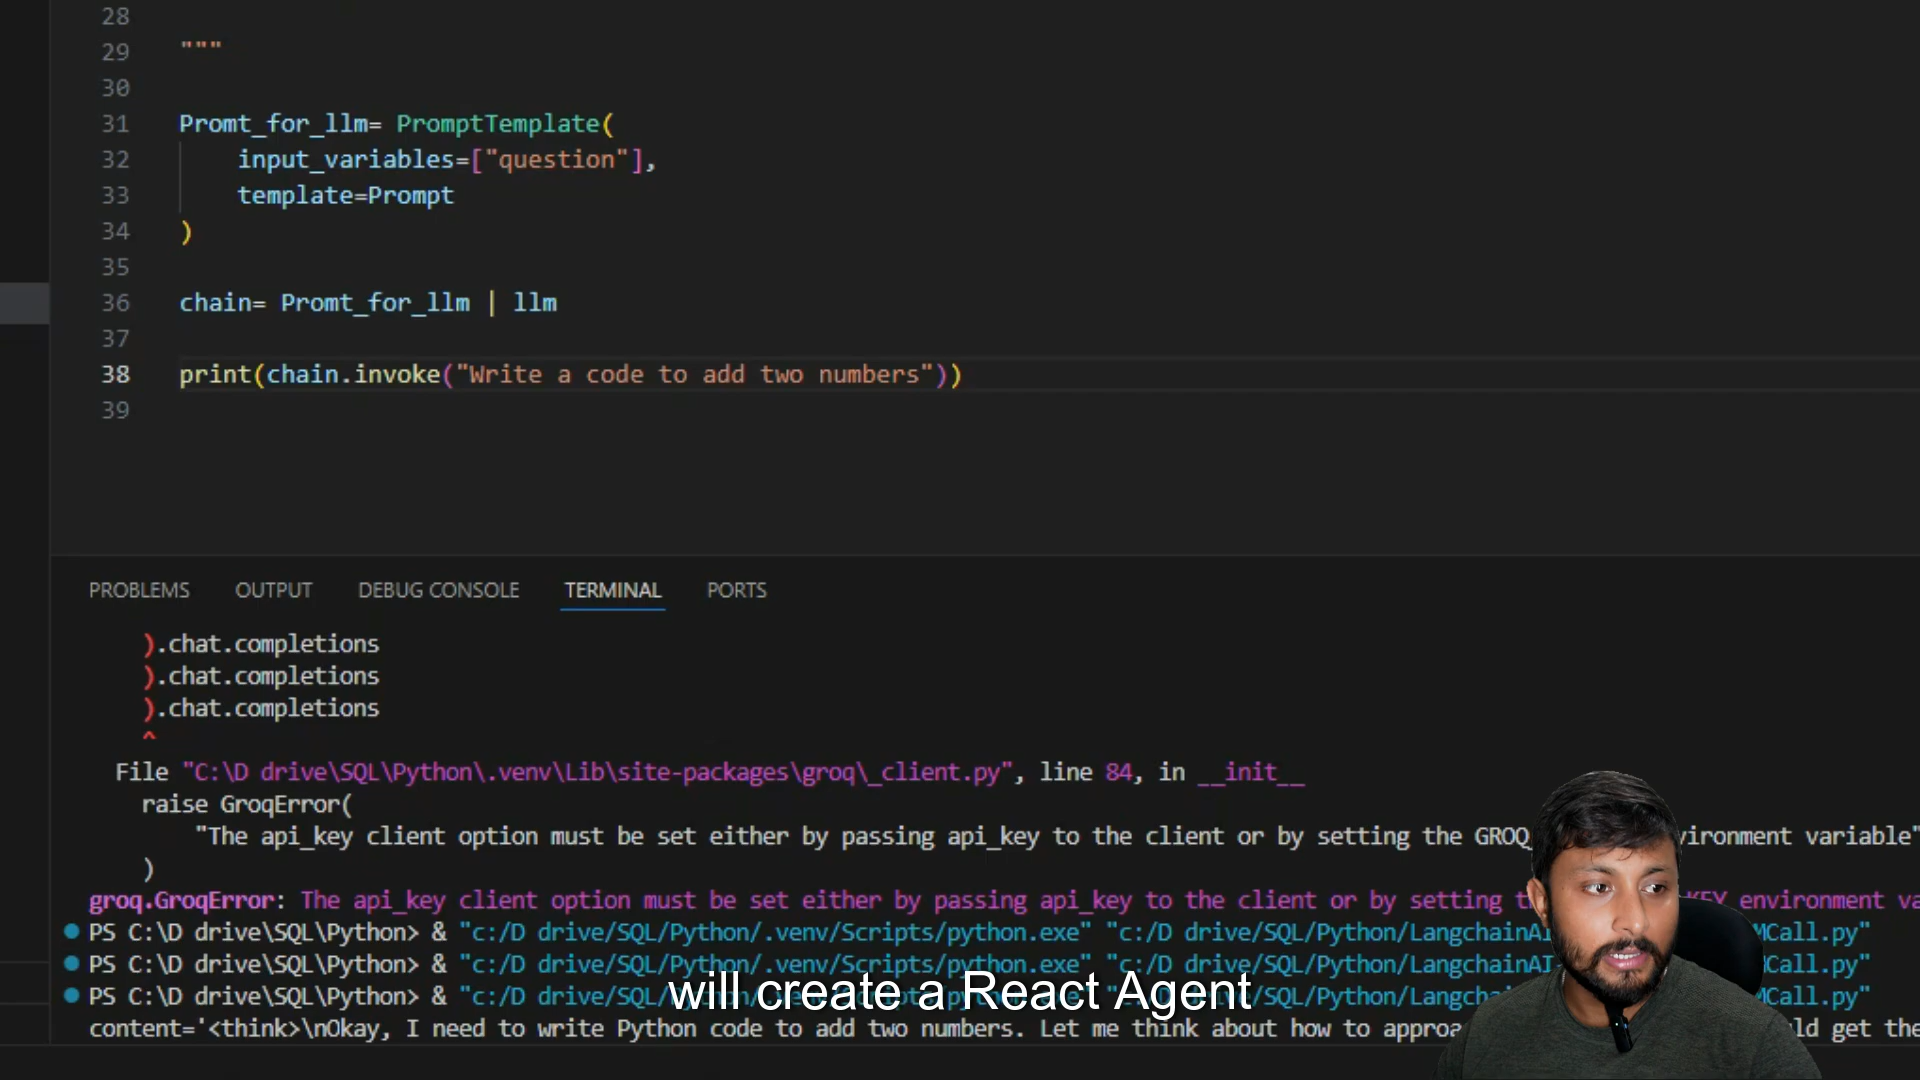 28
29 """
30
31 Promt_for_llm= PromptTemplate(
32 input_variables=["question"],
33 template=Prompt
34 )
35
36 chain= Promt_for_llm | llm
37
38 print(chain.invoke("Write a code to add two numbers"))
39
PROBLEMS OUTPUT DEBUG CONSOLE TERMINAL PORTS
).chat.completions
).chat.completions
).chat.completions
^
File "C:\D drive\SQL\Python\.venv\Lib\site-packages\groq\_client.py", line 84, in __init__
raise GroqError(
"The api_key client option must be set either by passing api_key to the client or by setting the GROQ vironment variable"
)
groq.GroqError: The api_key client option must be set either by passing api_key to the client or by setting KEY environment
PS C:\D drive\SQL\Python> & "c:/D drive/SQL/Python/.venv/Scripts/python.exe" "c:/D drive/SQL/Python/LangchainAI MCall.py"
PS C:\D drive\SQL\Python> & "c:/D drive/SQL/Python/.venv/Scripts/python.exe" "c:/D drive/SQL/Python/LangchainAI MCall.py"
PS C:\D drive\SQL\Python> & "c:/D drive/SQL/ "c:/D drive/SQL/Python/Langch MCall.py"
will create a React Agent
content='<think>\nOkay, I need to write Python code to add two numbers. Let me think about how to get the